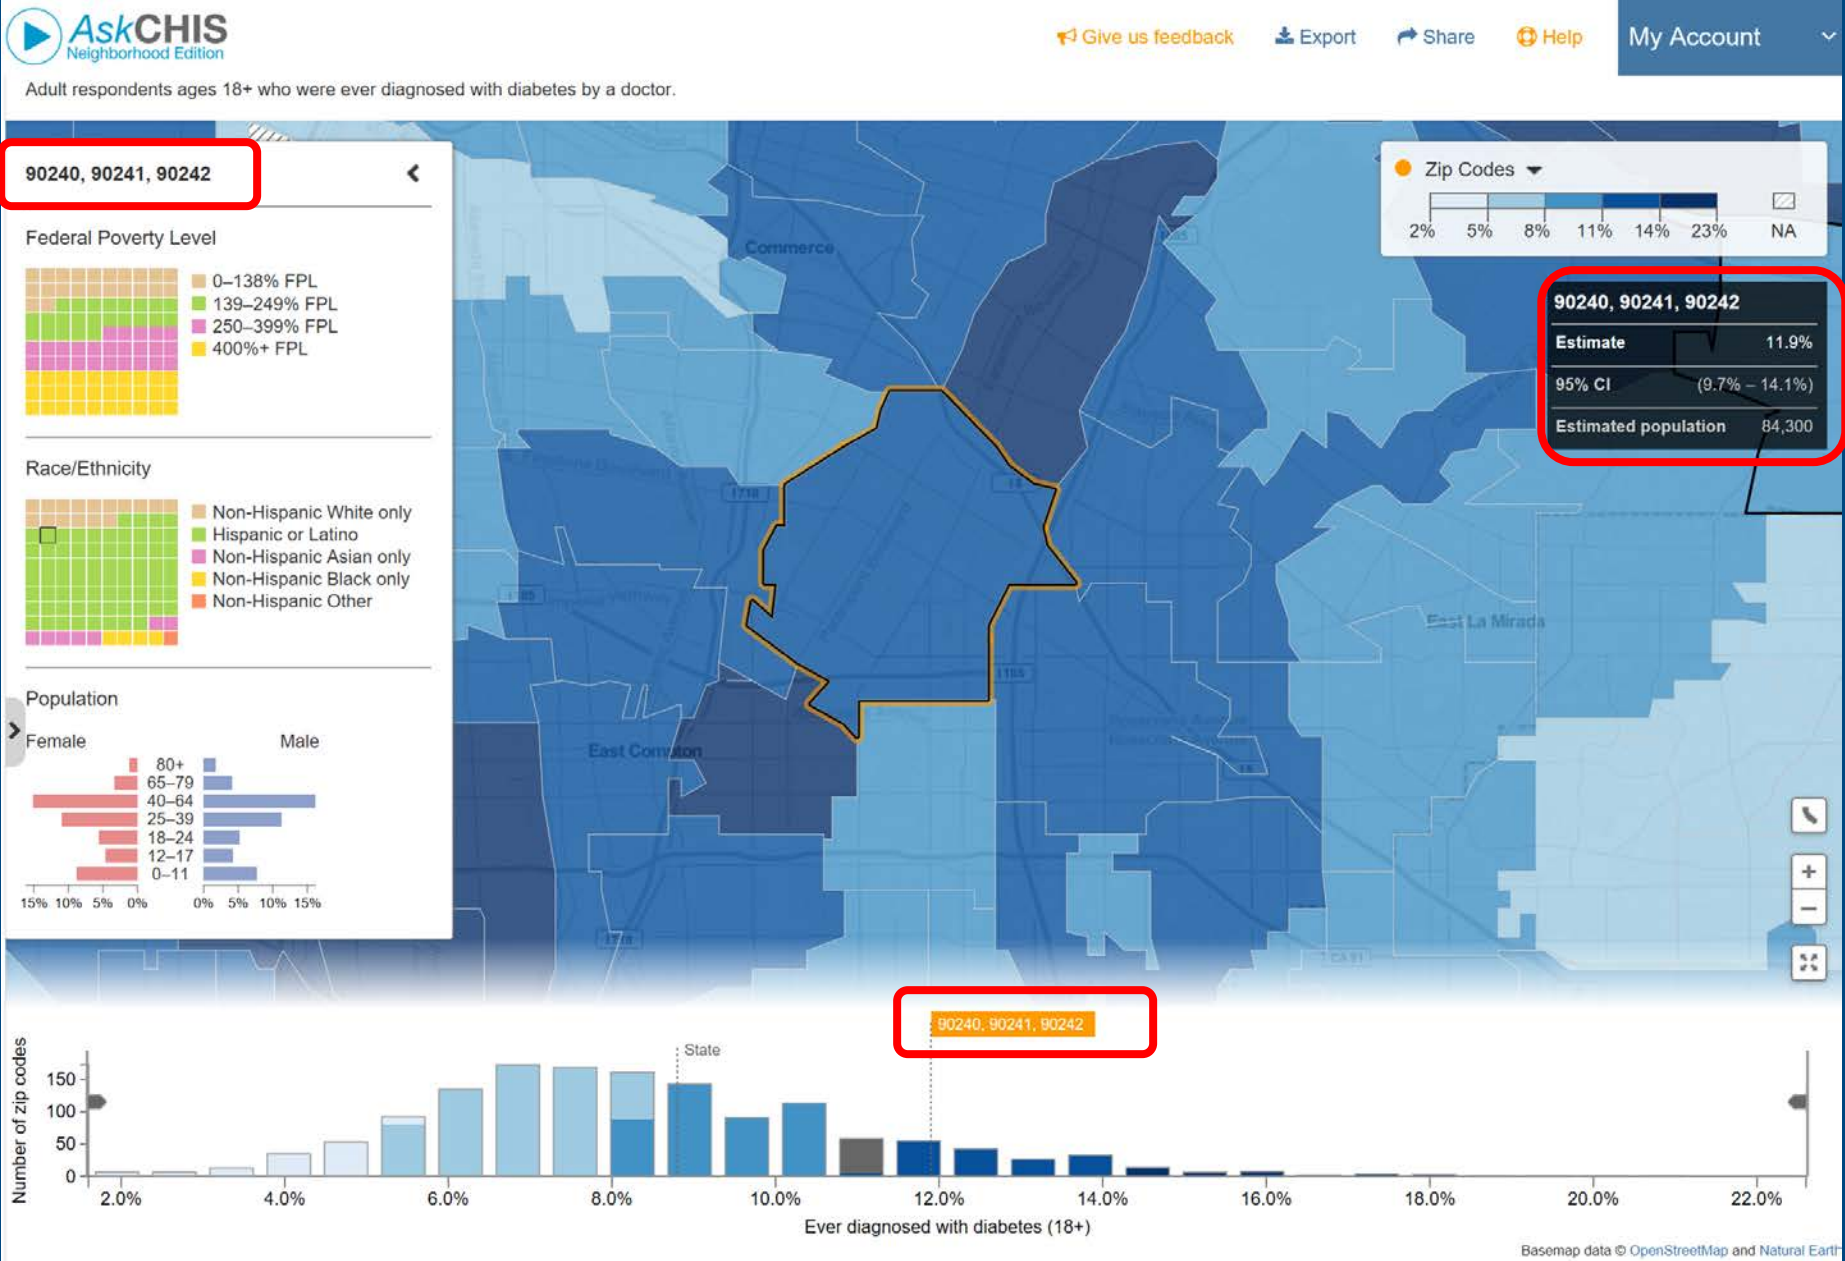 AskCHIS
Neighborhood Edition
Give us feedback
Export
Share
Help
My Account
Adult respondents ages 18+ who were ever diagnosed with diabetes by a doctor.
90240, 90241, 90242
Federal Poverty Level
0–138% FPL
139–249% FPL
250–399% FPL
400%+ FPL
Race/Ethnicity
Non-Hispanic White only
Hispanic or Latino
Non-Hispanic Asian only
Non-Hispanic Black only
Non-Hispanic Other
Population
Female Male
80+
65–79
40–64
25–39
18–24
12–17
0–11
15% 10% 5% 0% 0% 5% 10% 15%
Zip Codes
2% 5% 8% 11% 14% 23% NA
90240, 90241, 90242
Estimate 11.9%
95% CI (9.7% – 14.1%)
Estimated population 84,300
Commerce
I710
East La Mirada
I105
East Compton
CA 91
90240, 90241, 90242
State
Number of zip codes
150
100
50
0
2.0% 4.0% 6.0% 8.0% 10.0% 12.0% 14.0% 16.0% 18.0% 20.0% 22.0%
Ever diagnosed with diabetes (18+)
Basemap data © OpenStreetMap and Natural Earth